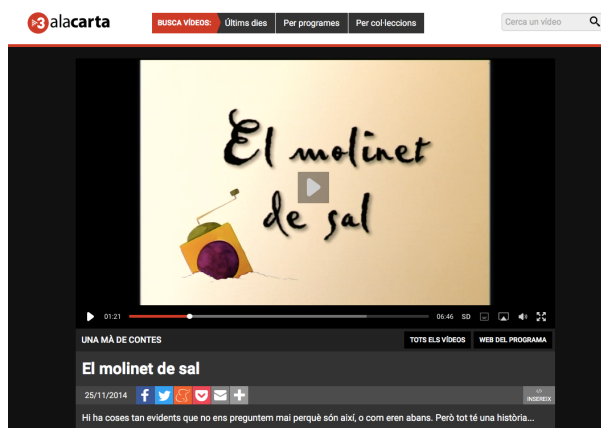 3 alacarta
BUSCA VÍDEOS: Últims dies Per programes Per col·leccions
Cerca un vídeo
El molinet
de sal
01:21 06:46 SD
UNA MÀ DE CONTES TOTS ELS VÍDEOS WEB DEL PROGRAMA
El molinet de sal
25/11/2014
</> INSEREIX
Hi ha coses tan evidents que no ens preguntem mai perquè són així, o com eren abans. Però tot té una història...